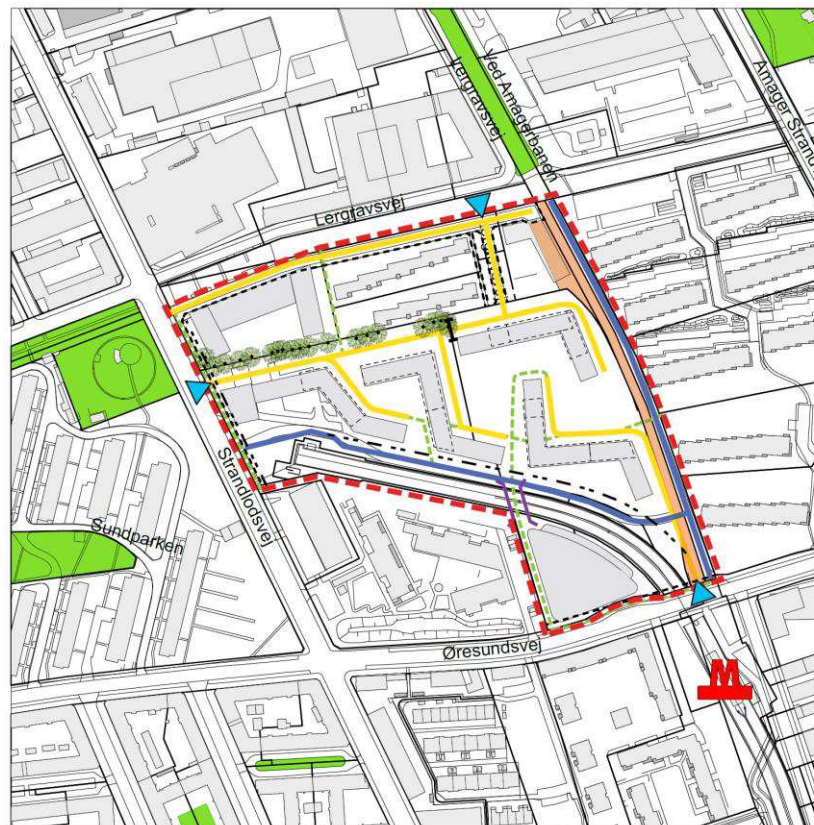 Lergravsvej
Ved Amagerbanen
Amager Strand
Lergravsvej
Strandlodsvej
Sundparken
Øresundsvej
M